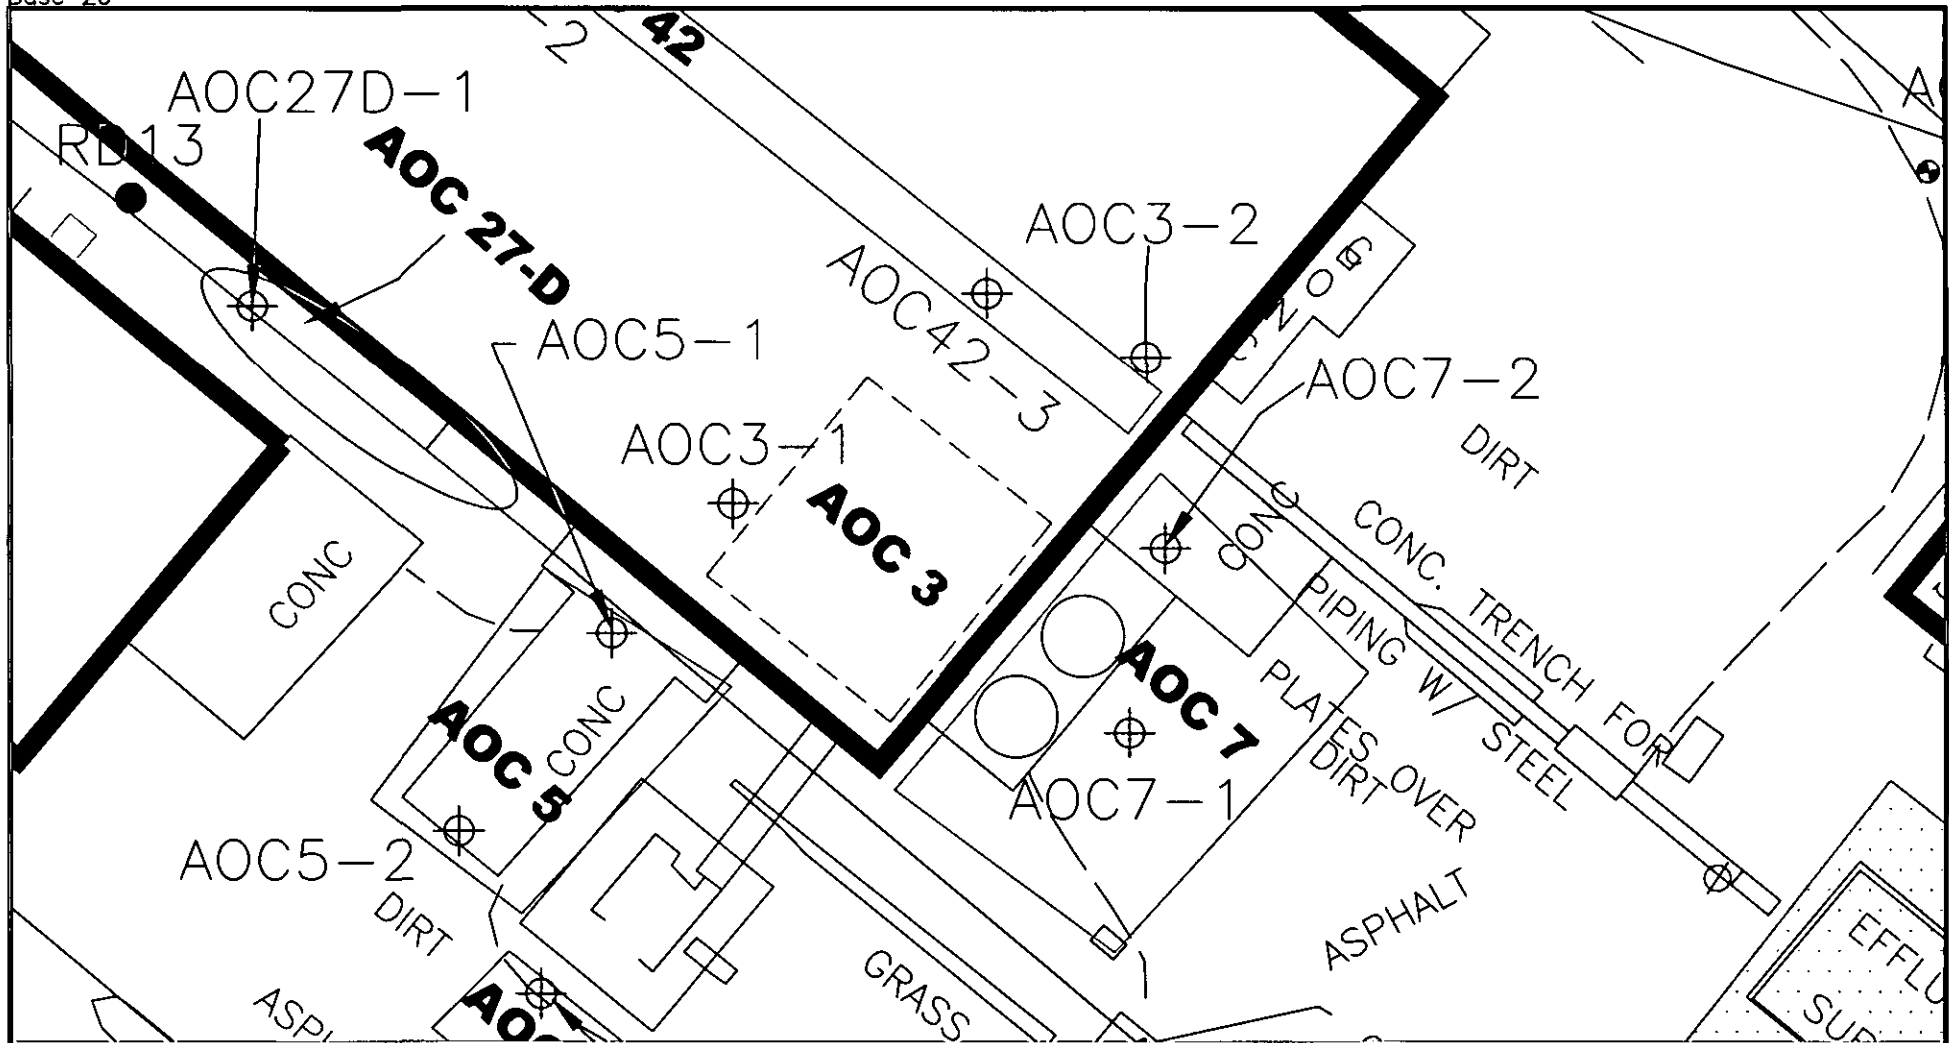 42
AOC27D-1
RD13
AOC 27-D
AOC3-2
AOC42-3
CONC
AOC5-1
AOC7-2
AOC3-1
AOC 3
DIRT
CONC
CONC. TRENCH FOR
PIPING W/ STEEL
PLATES OVER
CONC
AOC 7
DIRT
AOC 5
CONC
AOC7-1
AOC5-2
DIRT
ASPHALT
GRASS
AOC